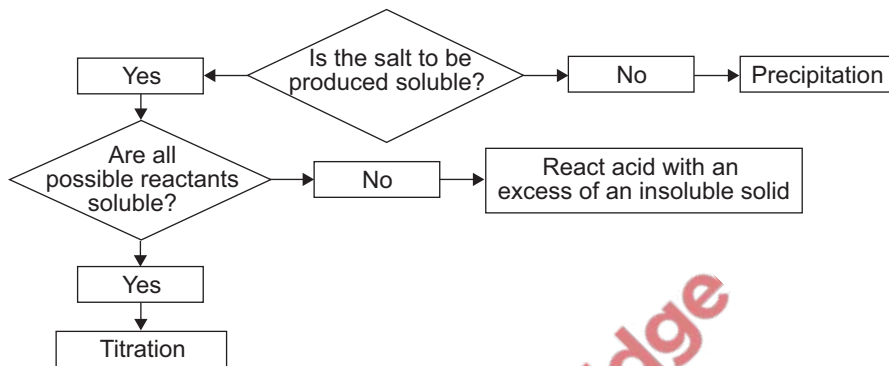 Is the salt to be
produced soluble?
Yes
No
Precipitation
Are all
possible reactants
soluble?
No
React acid with an
excess of an insoluble solid
Yes
Titration
idge